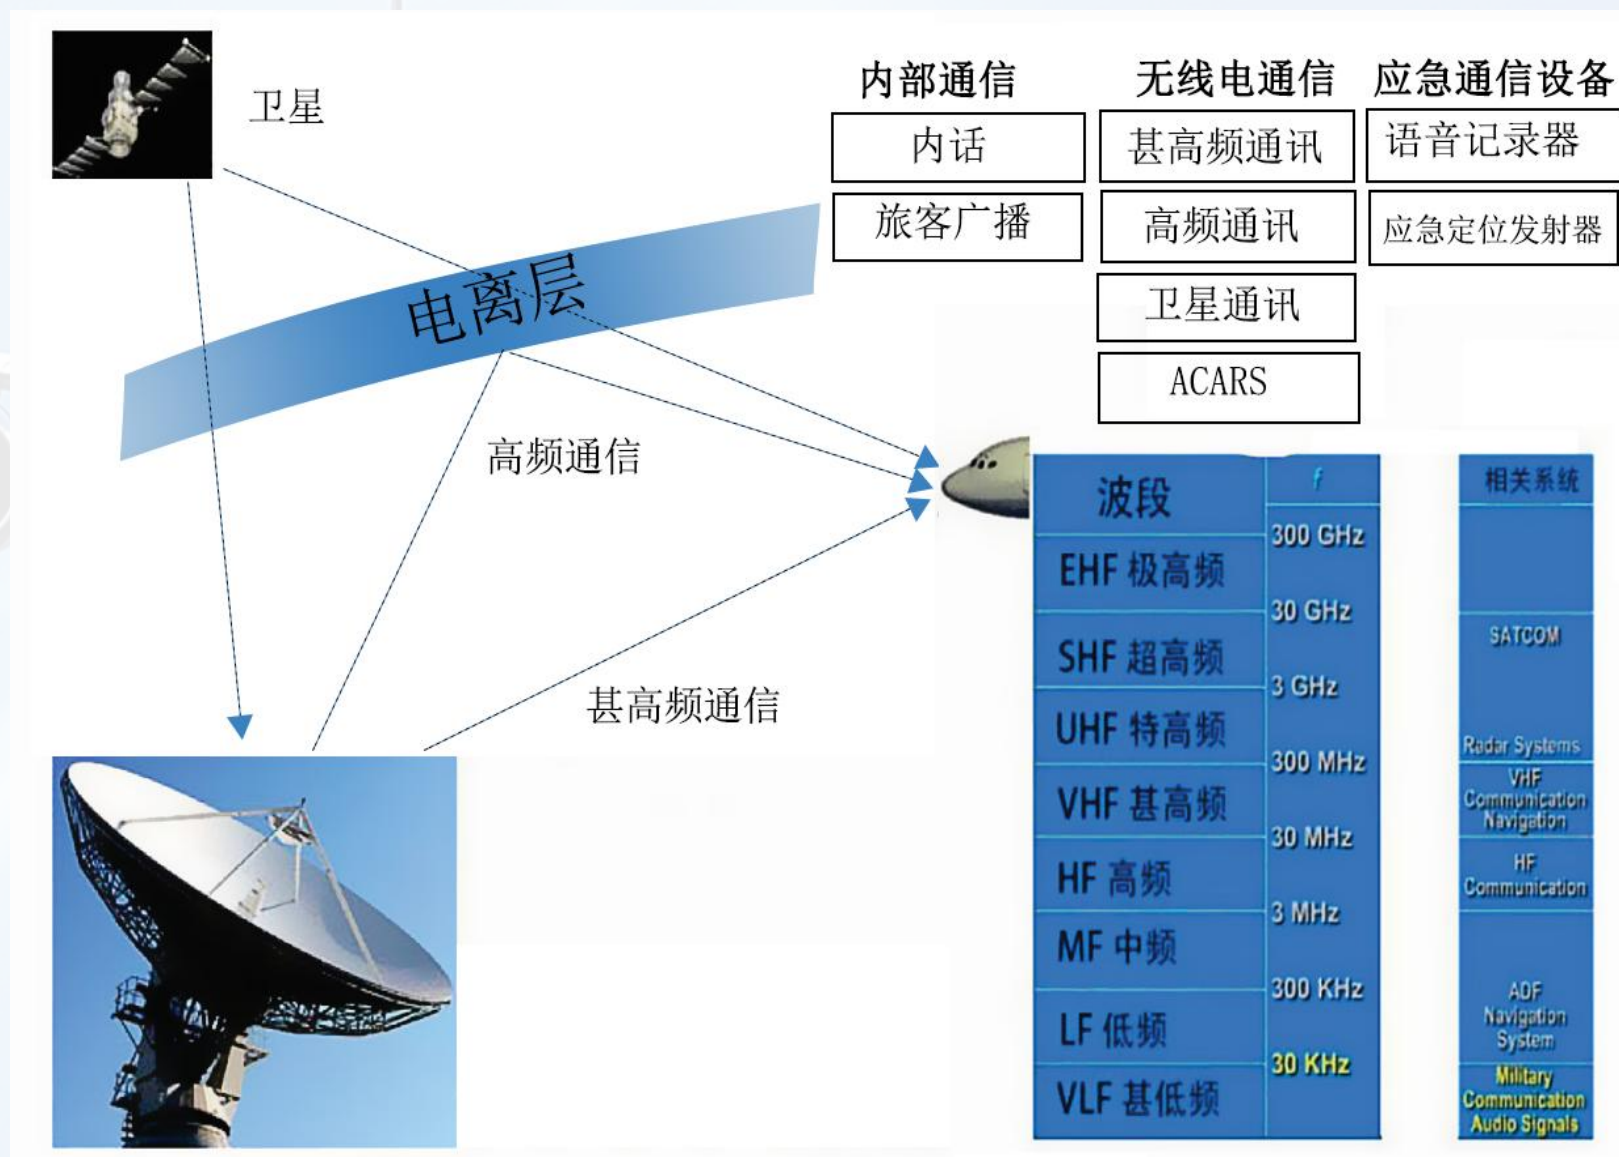 卫星
内部通信
无线电通信
应急通信设备
内话
甚高频通讯
语音记录器
旅客广播
高频通讯
应急定位发射器
卫星通讯
ACARS
电离层
高频通信
甚高频通信
波段
f
相关系统
300 GHz
EHF 极高频
30 GHz
SHF 超高频
SATCOM
3 GHz
UHF 特高频
Radar Systems
300 MHz
VHF 甚高频
VHF
Communication
Navigation
30 MHz
HF 高频
HF
Communication
3 MHz
MF 中频
300 KHz
ADF
Navigation
System
LF 低频
30 KHz
VLF 甚低频
Military
Communication
Audio Signals